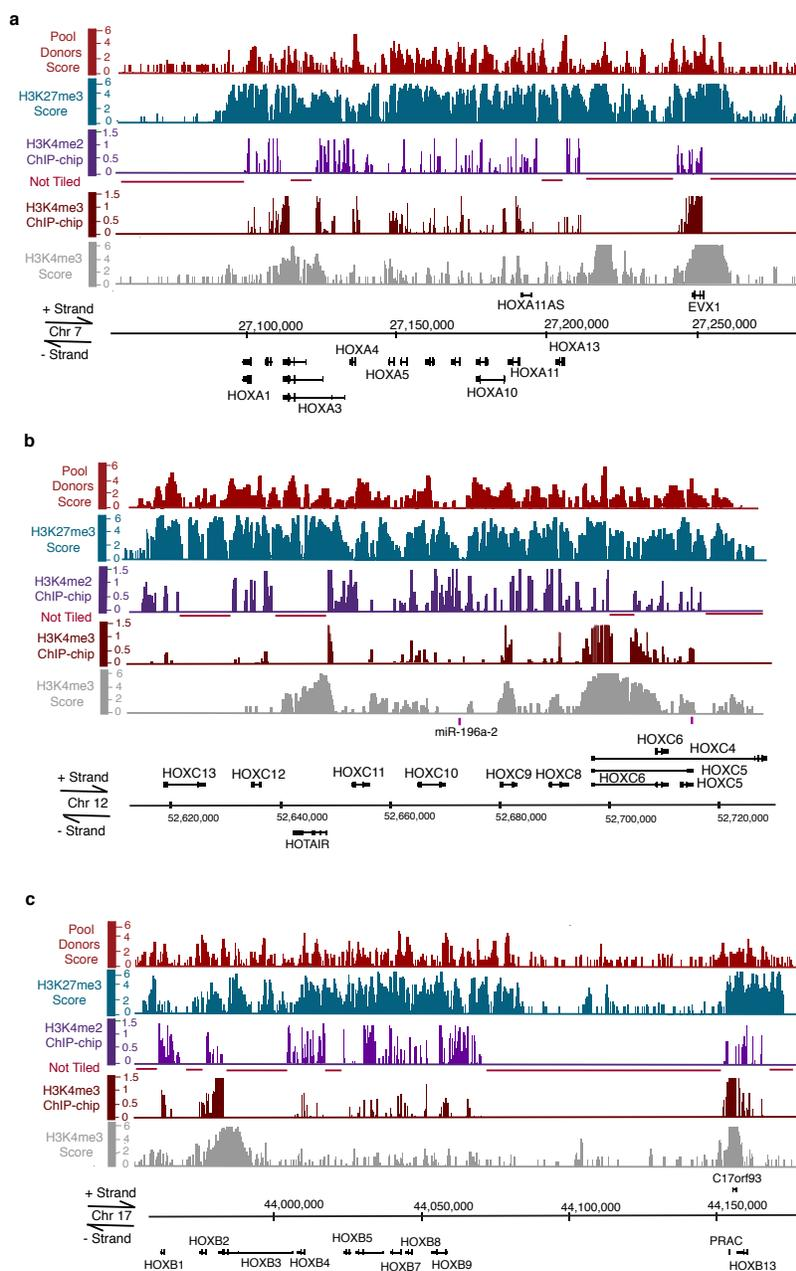 a
Pool
Donors
Score
6
4
2
0
H3K27me3
Score
6
4
2
0
H3K4me2
ChIP-chip
1.5
1
0.5
0
Not Tiled
H3K4me3
ChIP-chip
1.5
1
0.5
0
H3K4me3
Score
6
4
2
0
HOXA11AS
EVX1
+ Strand
Chr 7
- Strand
27,100,000
27,150,000
27,200,000
27,250,000
HOXA4
HOXA13
HOXA5
HOXA11
HOXA1
HOXA3
HOXA10
b
Pool
Donors
Score
6
4
2
0
H3K27me3
Score
6
4
2
0
H3K4me2
ChIP-chip
1.5
1
0.5
0
Not Tiled
H3K4me3
ChIP-chip
1.5
1
0.5
0
H3K4me3
Score
6
4
2
0
miR-196a-2
HOXC6
HOXC4
+ Strand
HOXC13
HOXC12
HOXC11
HOXC10
HOXC9
HOXC8
HOXC6
HOXC5
HOXC5
Chr 12
- Strand
52,620,000
52,640,000
52,660,000
52,680,000
52,700,000
52,720,000
HOTAIR
c
Pool
Donors
Score
6
4
2
0
H3K27me3
Score
6
4
2
0
H3K4me2
ChIP-chip
1.5
1
0.5
0
Not Tiled
H3K4me3
ChIP-chip
1.5
1
0.5
0
H3K4me3
Score
6
4
2
0
C17orf93
+ Strand
Chr 17
- Strand
44,000,000
44,050,000
44,100,000
44,150,000
HOXB2
HOXB5
HOXB8
PRAC
HOXB1
HOXB3
HOXB4
HOXB7
HOXB9
HOXB13